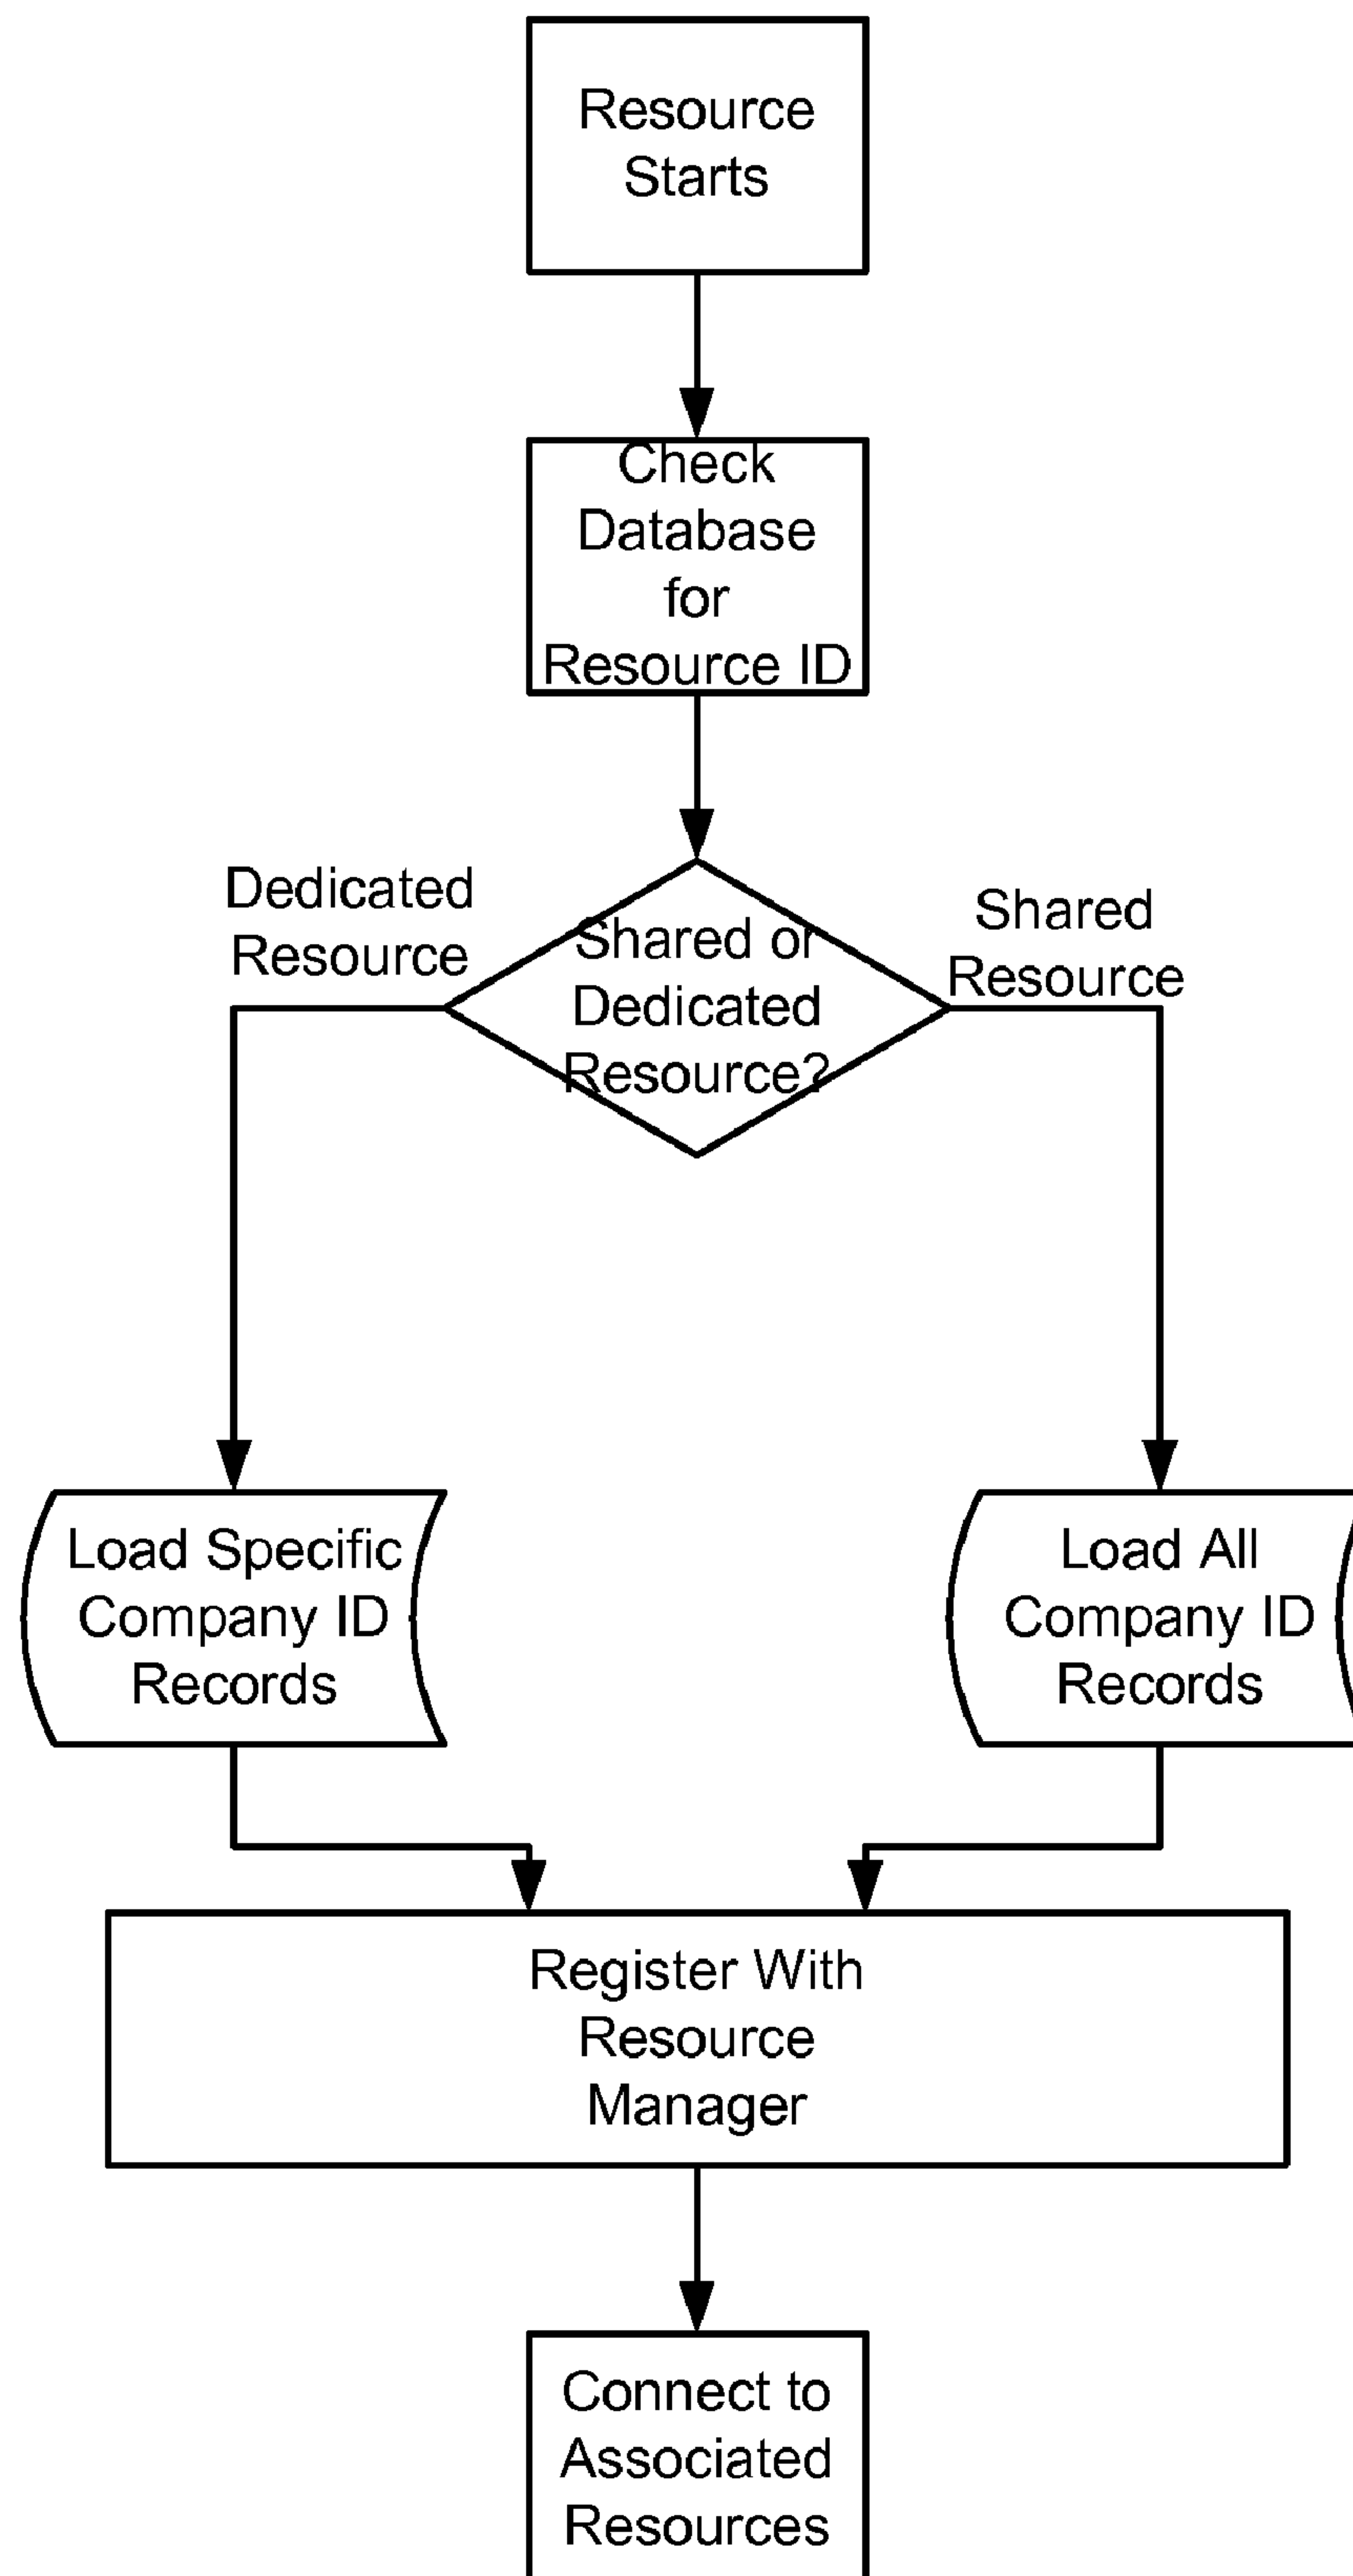 Resource
Starts
Check
Database
for
Resource ID
Dedicated
Resource
Shared or
Dedicated
Resource?
Shared
Resource
Load Specific
Company ID
Records
Load All
Company ID
Records
Register With
Resource
Manager
Connect to
Associated
Resources